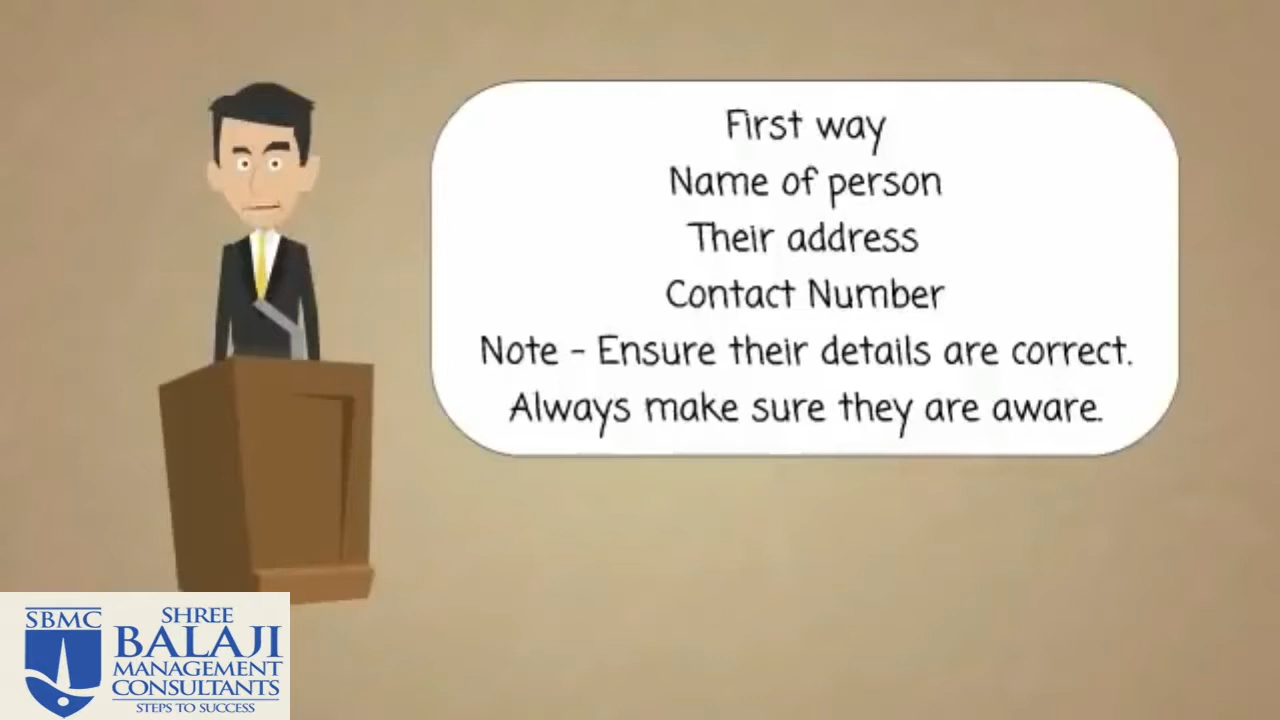 First way
Name of person
Their address
Contact Number
Note - Ensure their details are correct.
Always make sure they are aware.
SBMC
SHREE
BALAJI
MANAGEMENT
CONSULTANTS
STEPS TO SUCCESS